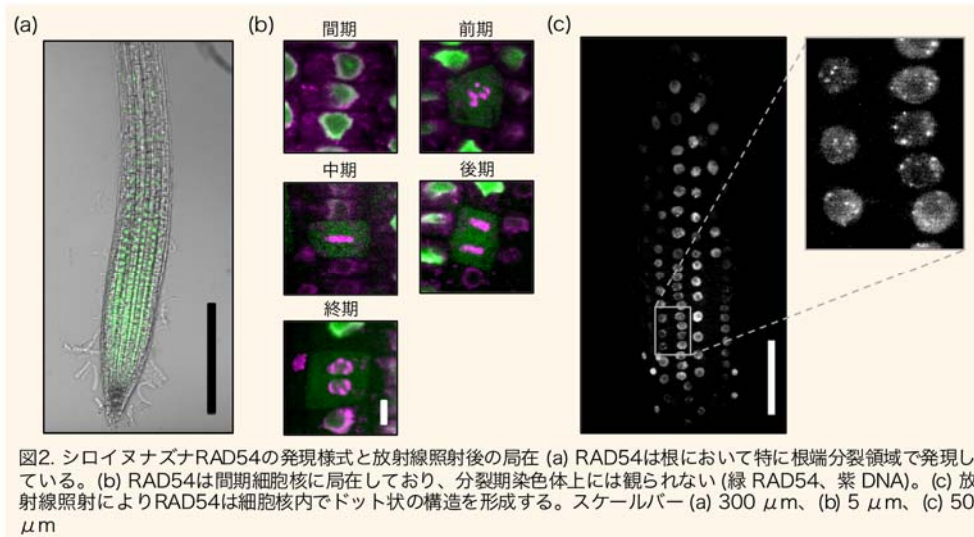 (a)
(b)
(c)
間期
前期
中期
後期
終期
図2. シロイヌナズナRAD54の発現様式と放射線照射後の局在 (a) RAD54は根において特に根端分裂領域で発現し
ている。(b) RAD54は間期細胞核に局在しており、分裂期染色体上には観られない (緑 RAD54、紫 DNA)。(c) 放
射線照射によりRAD54は細胞核内でドット状の構造を形成する。スケールバー (a) 300 μm、(b) 5 μm、(c) 50
μm